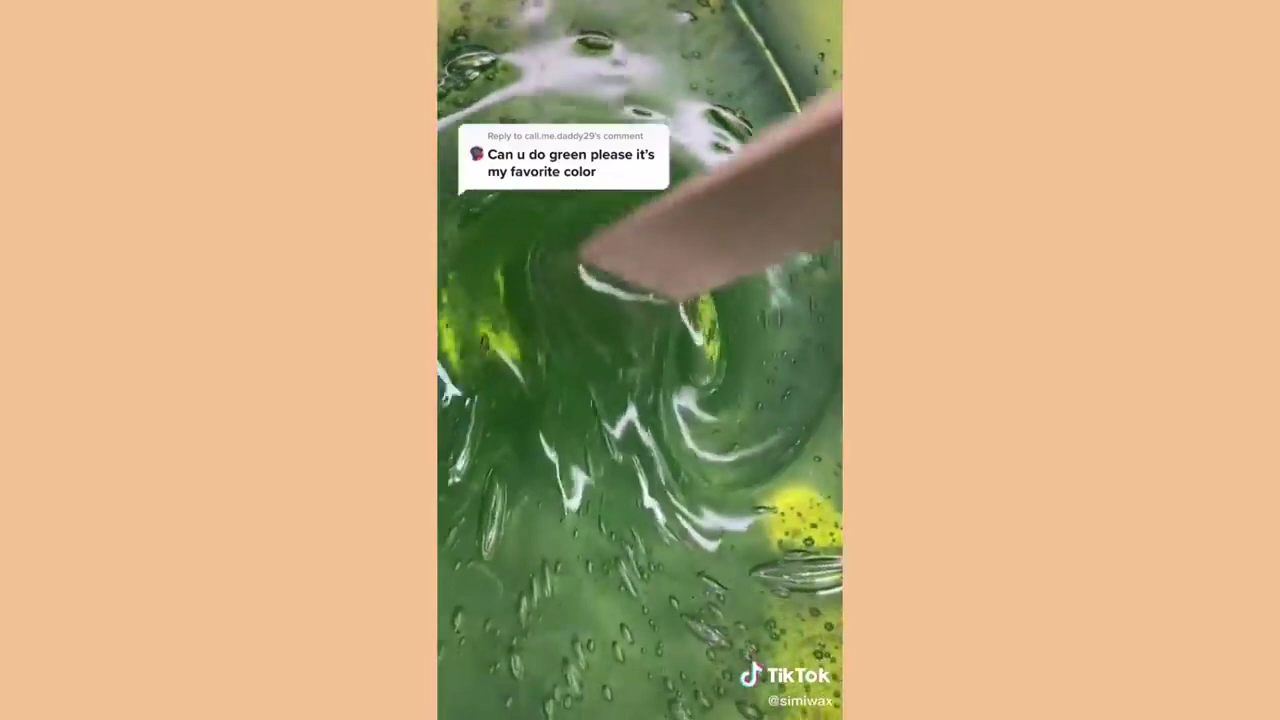 Reply to call.me.daddy29's comment
Can u do green please it's
my favorite color
TikTok
@simiwax